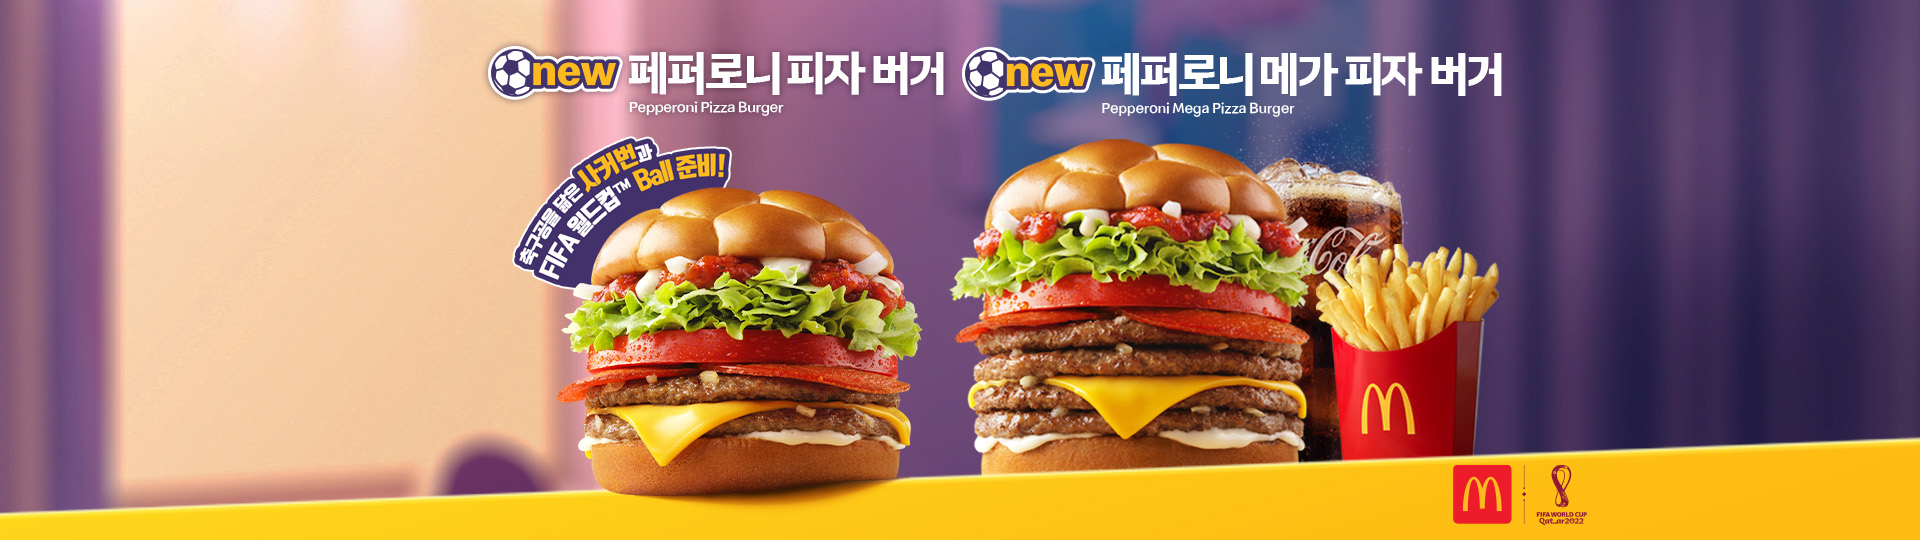 new 페퍼로니 피자 버거
Pepperoni Pizza Burger
new 페퍼로니 메가 피자 버거
Pepperoni Mega Pizza Burger
축구공을 닮은 사커번과
FIFA 월드컵™ Ball 준비!
Coca-Cola
FIFA WORLD CUP
Qatar2022